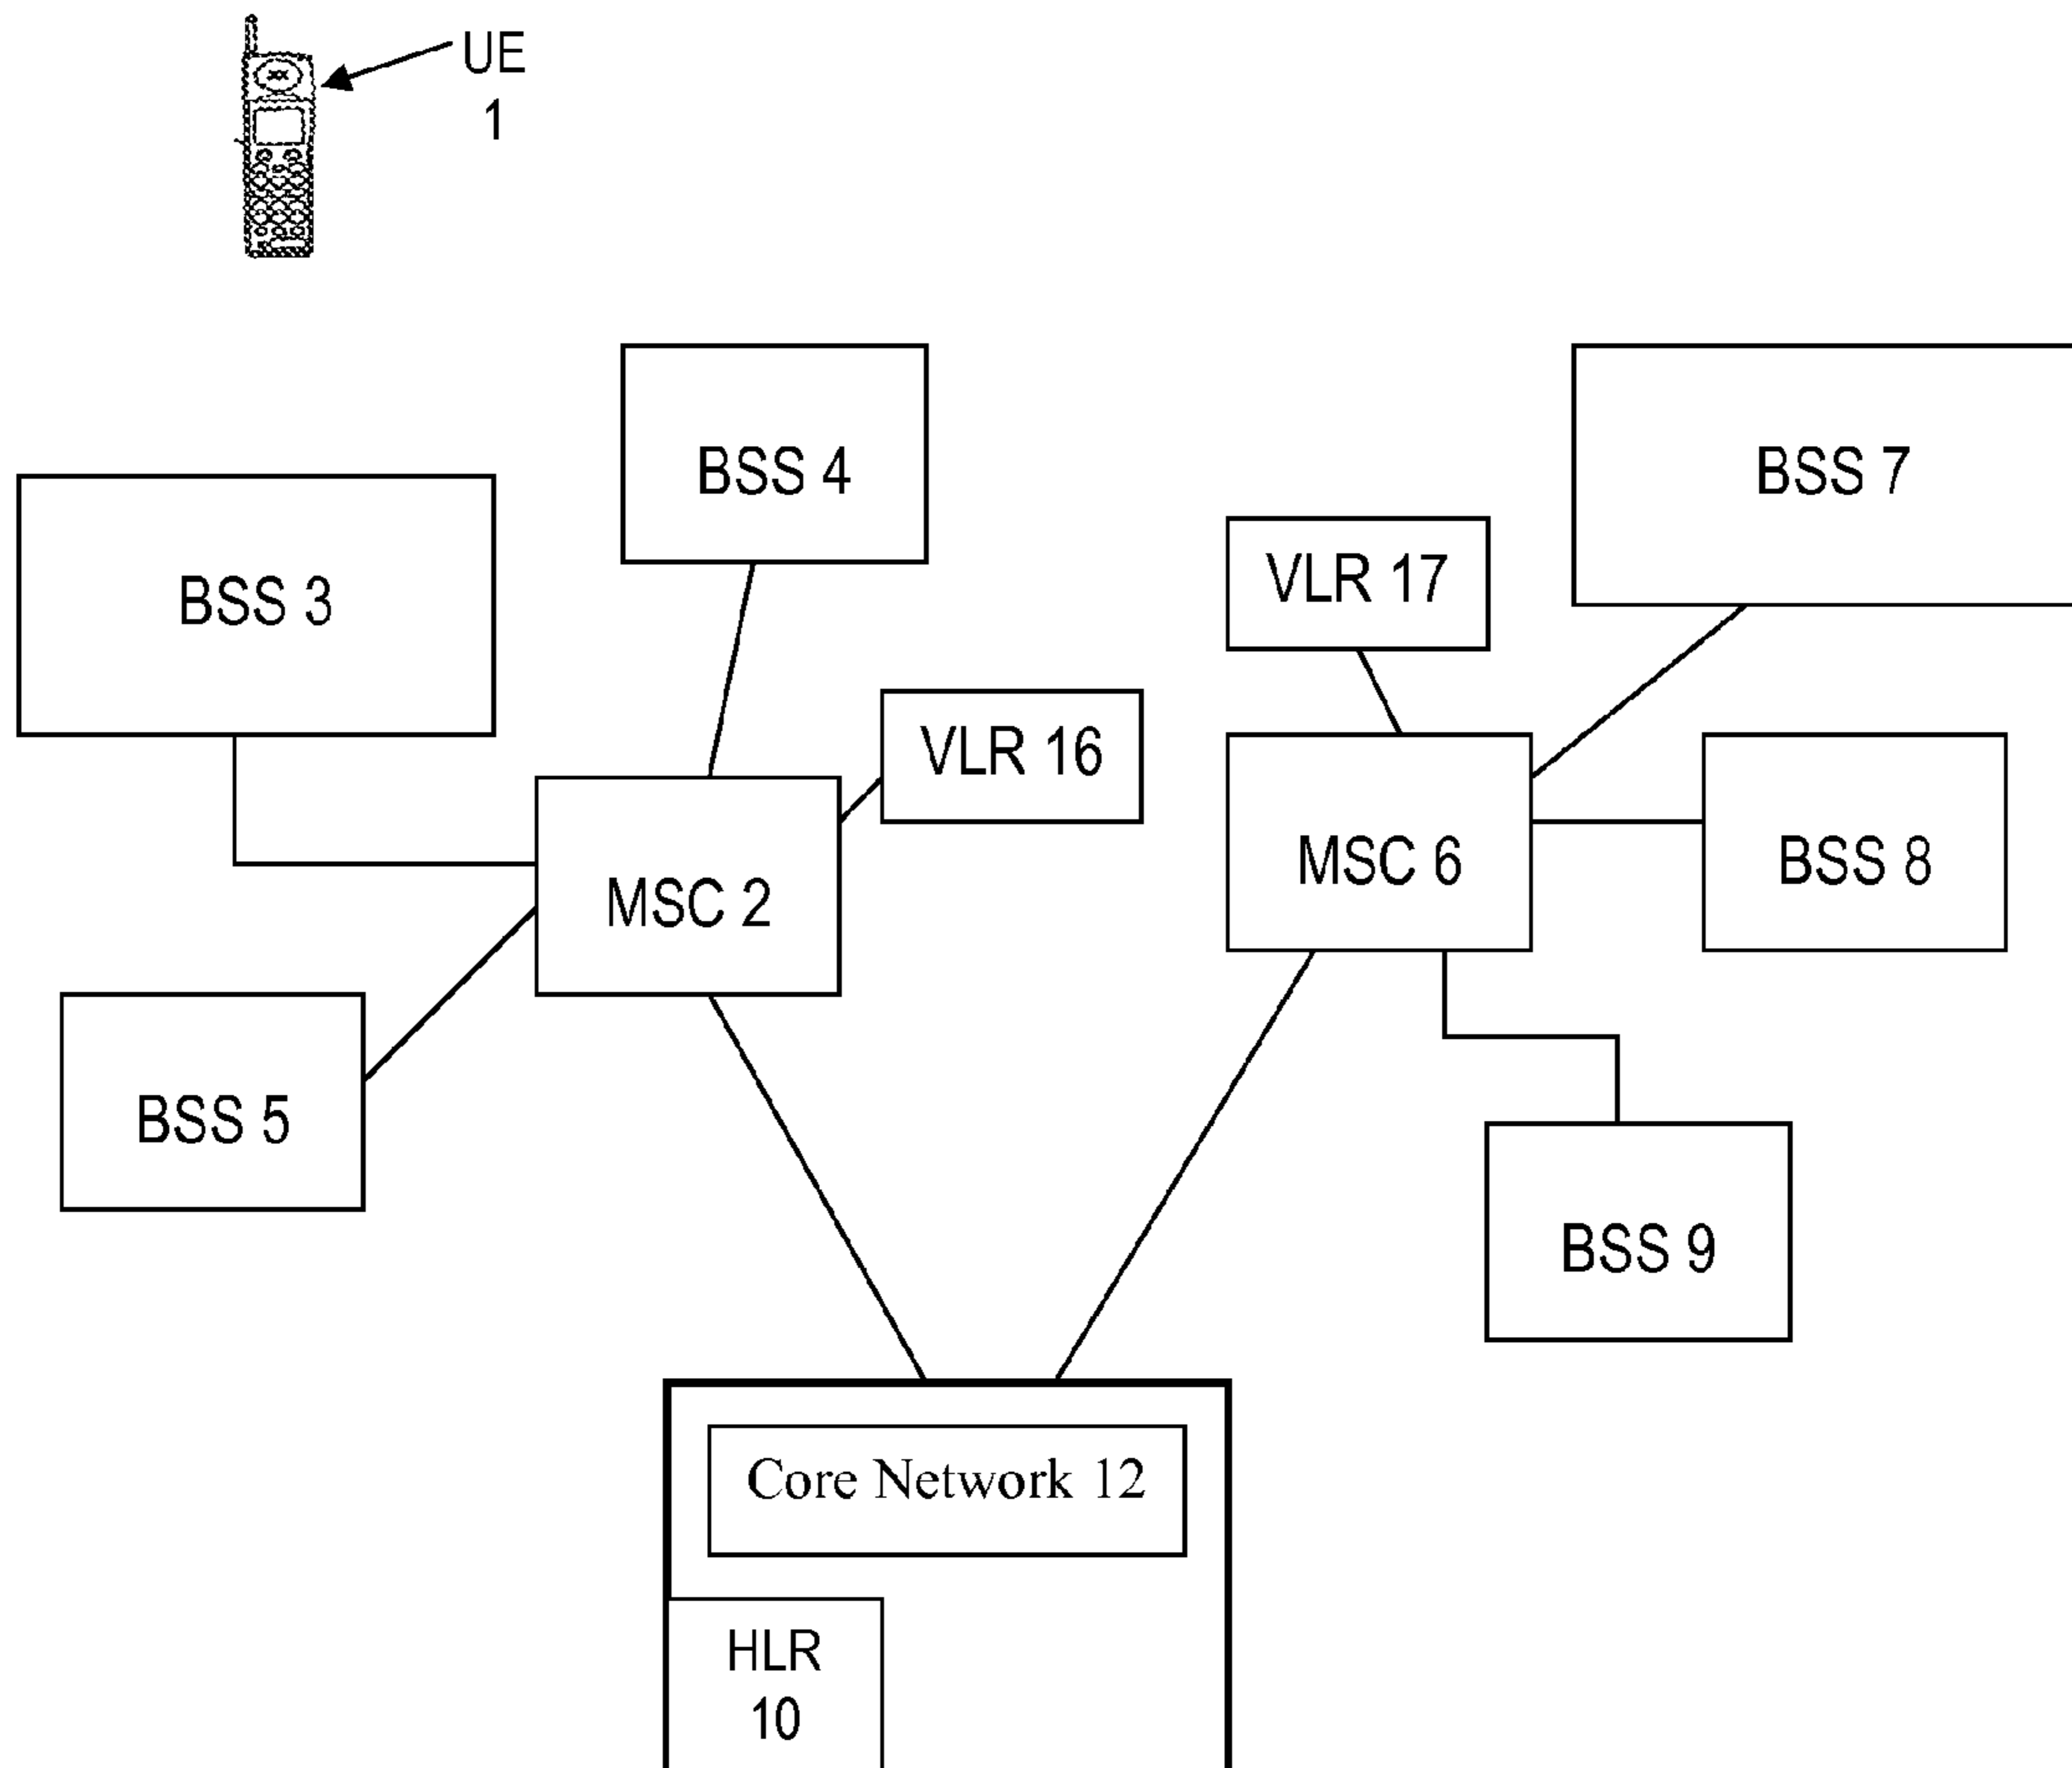 UE
1
BSS 4
BSS 7
BSS 3
VLR 17
VLR 16
MSC 6
BSS 8
MSC 2
BSS 5
BSS 9
Core Network 12
HLR
10